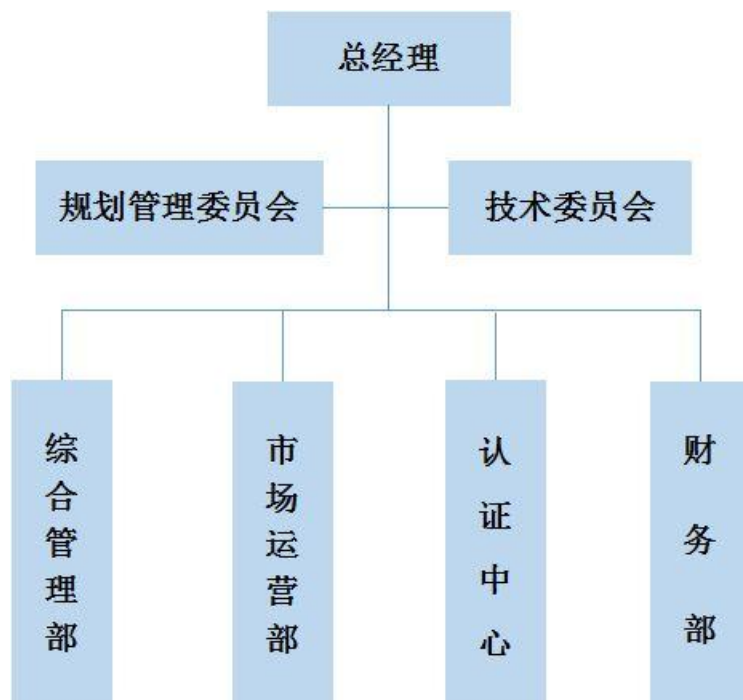 总经理
规划管理委员会
技术委员会
综合管理部
市场运营部
认证中心
财务部